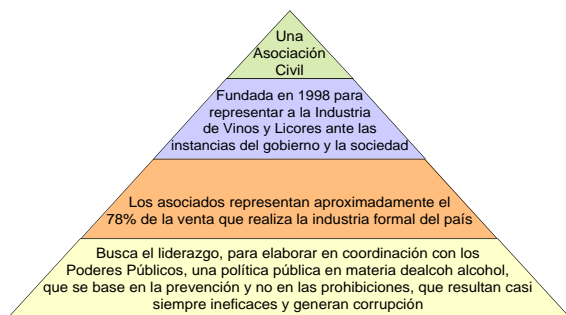 Una
Asociación
Civil
Fundada en 1998 para
representar a la Industria
de Vinos y Licores ante las
instancias del gobierno y la sociedad
Los asociados representan aproximadamente el
78% de la venta que realiza la industria formal del país
Busca el liderazgo, para elaborar en coordinación con los
Poderes Públicos, una política pública en materia dealcoh alcohol,
que se base en la prevención y no en las prohibiciones, que resultan casi
siempre ineficaces y generan corrupción